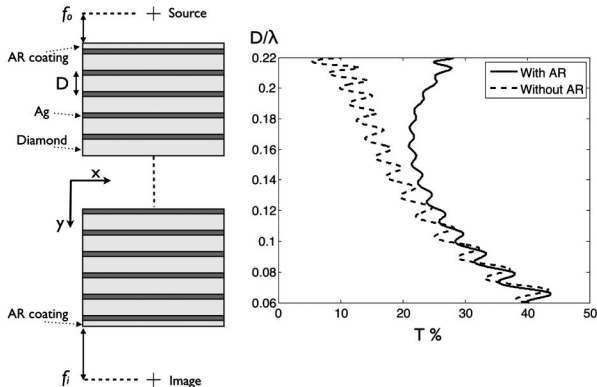 fo
Source
AR coating
D
Ag
Diamond
x
y
AR coating
fi
Image
D/λ
With AR
Without AR
0.22
0.2
0.18
0.16
0.14
0.12
0.1
0.08
0.06
0 10 20 30 40 50
T %